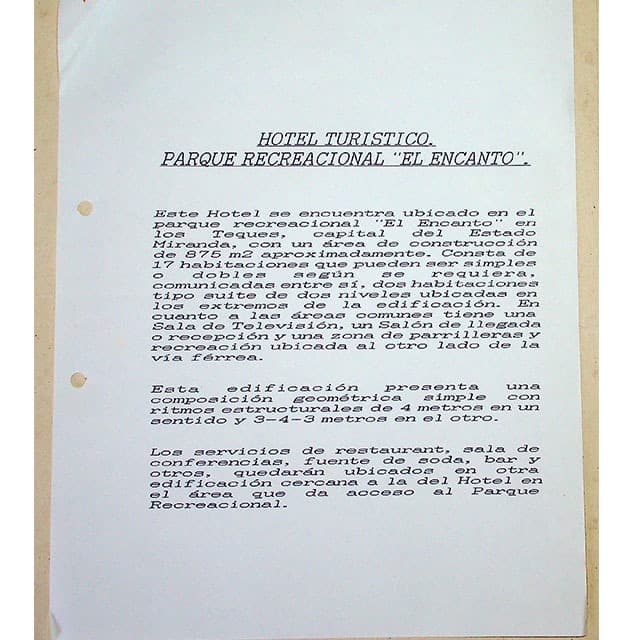 HOTEL TURISTICO.
PARQUE RECREACIONAL "EL ENCANTO".
Este Hotel se encuentra ubicado en el
parque recreacional "El Encanto" en
los Teques, capital del Estado
Miranda, con un área de construcción
de 875 m2 aproximadamente. Consta de
17 habitaciones que pueden ser simples
o dobles según se requiera,
comunicadas entre sí, dos habitaciones
tipo suite de dos niveles ubicadas en
los extremos de la edificación. En
cuanto a las áreas comunes tiene una
Sala de Televisión, un Salón de llegada
o recepción y una zona de parrilleras y
recreación ubicada al otro lado de la
vía férrea.
Esta edificación presenta una
composición geométrica simple con
ritmos estructurales de 4 metros en un
sentido y 3-4-3 metros en el otro.
Los servicios de restaurant, sala de
conferencias, fuente de soda, bar y
otros, quedarán ubicados en otra
edificación cercana a la del Hotel en
el área que da acceso al Parque
Recreacional.